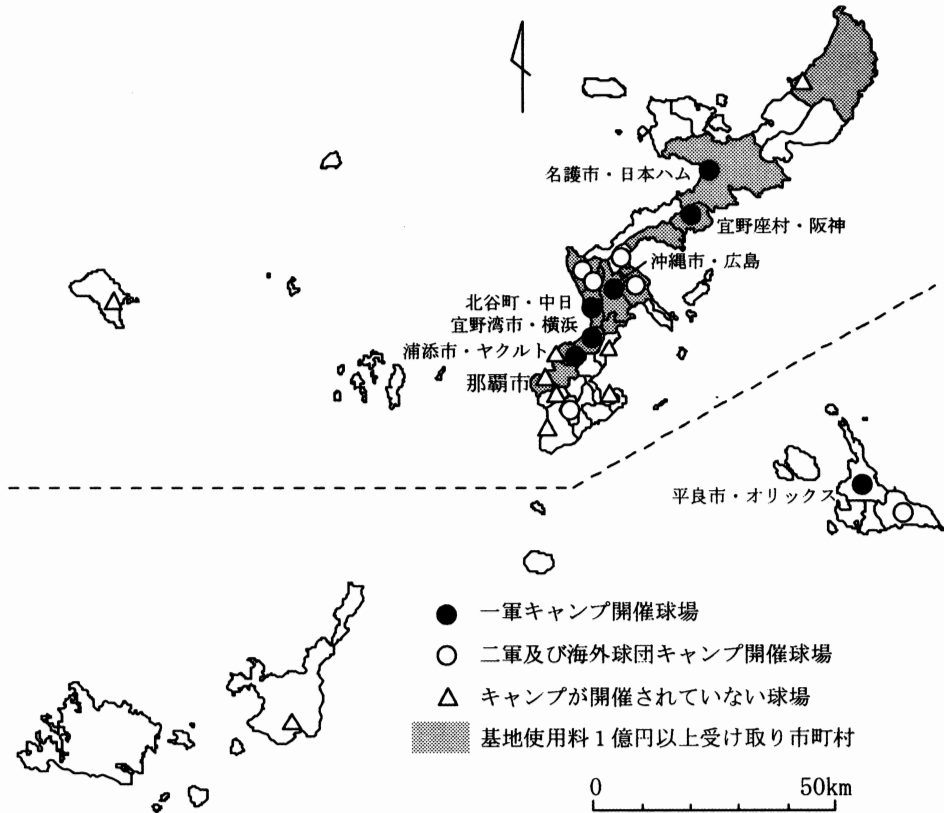 名護市・日本ハム
宜野座村・阪神
沖縄市・広島
北谷町・中日
宜野湾市・横浜
浦添市・ヤクルト
那覇市
平良市・オリックス
一軍キャンプ開催球場
二軍及び海外球団キャンプ開催球場
キャンプが開催されていない球場
基地使用料1億円以上受け取り市町村
0 50km